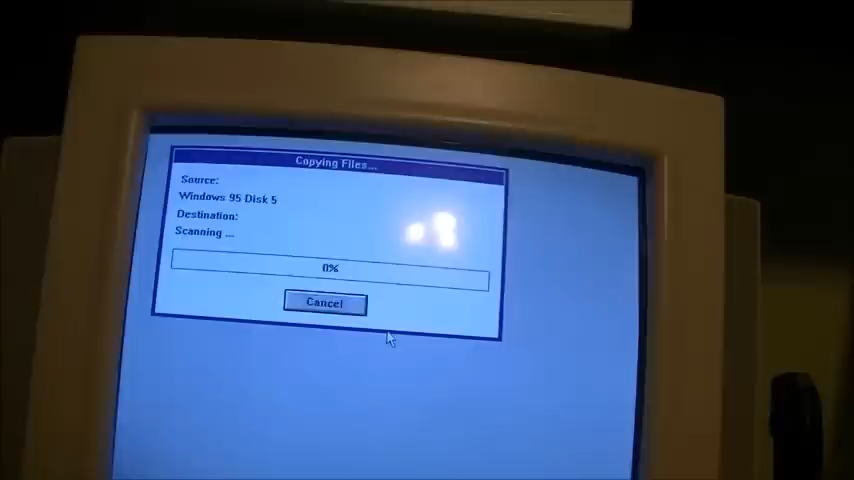 Copying Files...
Source:
Windows 95 Disk 5
Destination:
Scanning ...
0%
Cancel